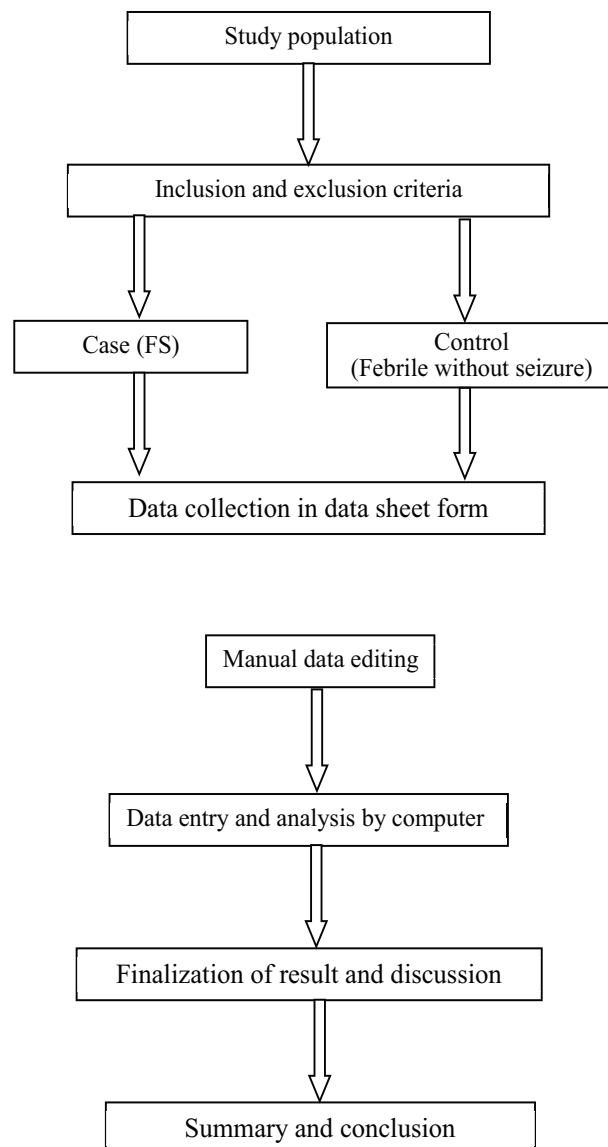 Study population
Inclusion and exclusion criteria
Case (FS)
Control
(Febrile without seizure)
Data collection in data sheet form
Manual data editing
Data entry and analysis by computer
Finalization of result and discussion
Summary and conclusion